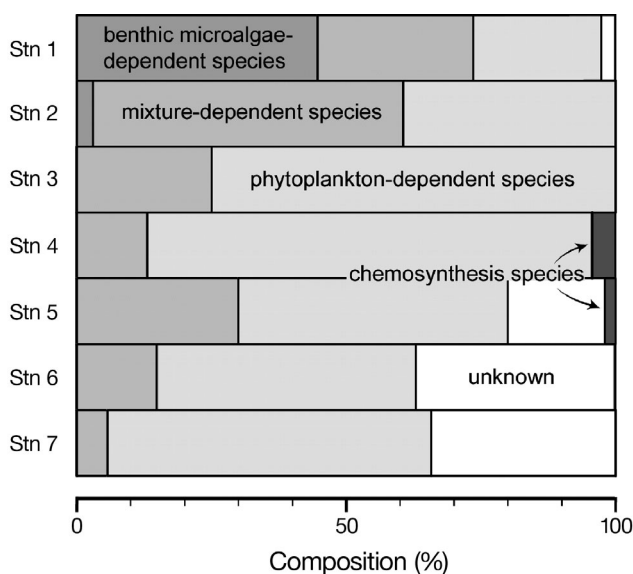 Stn 1
benthic microalgae-
dependent species
Stn 2
mixture-dependent species
Stn 3
phytoplankton-dependent species
Stn 4
chemosynthesis species
Stn 5
Stn 6
unknown
Stn 7
0
50
100
Composition (%)